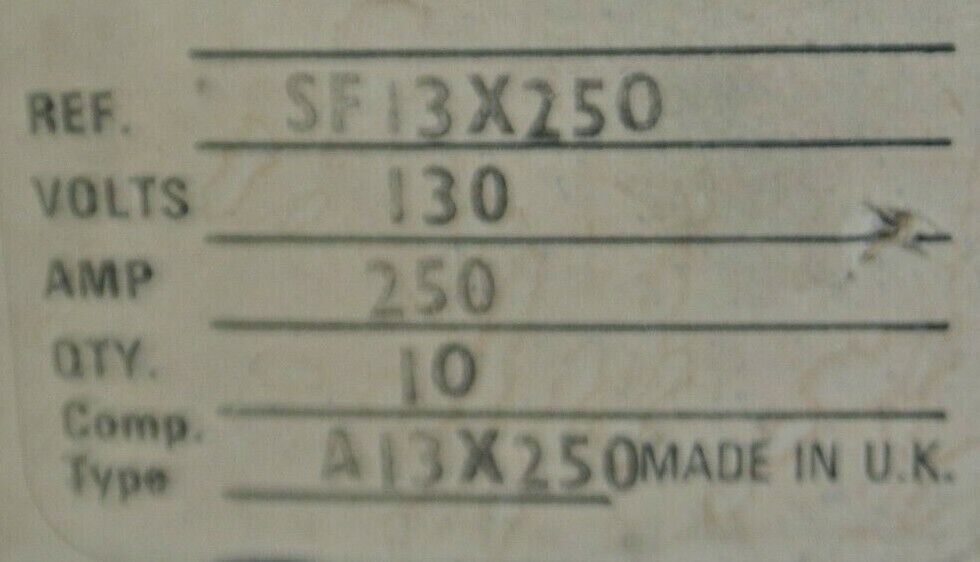 REF. SF13X250
VOLTS 130
AMP 250
QTY. 10
Comp.
Type A13X250 MADE IN U.K.